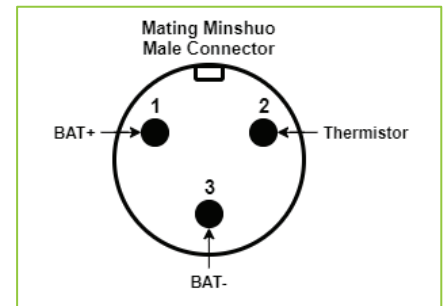 Mating Minshuo
Male Connector
1
2
BAT+
Thermistor
3
BAT-